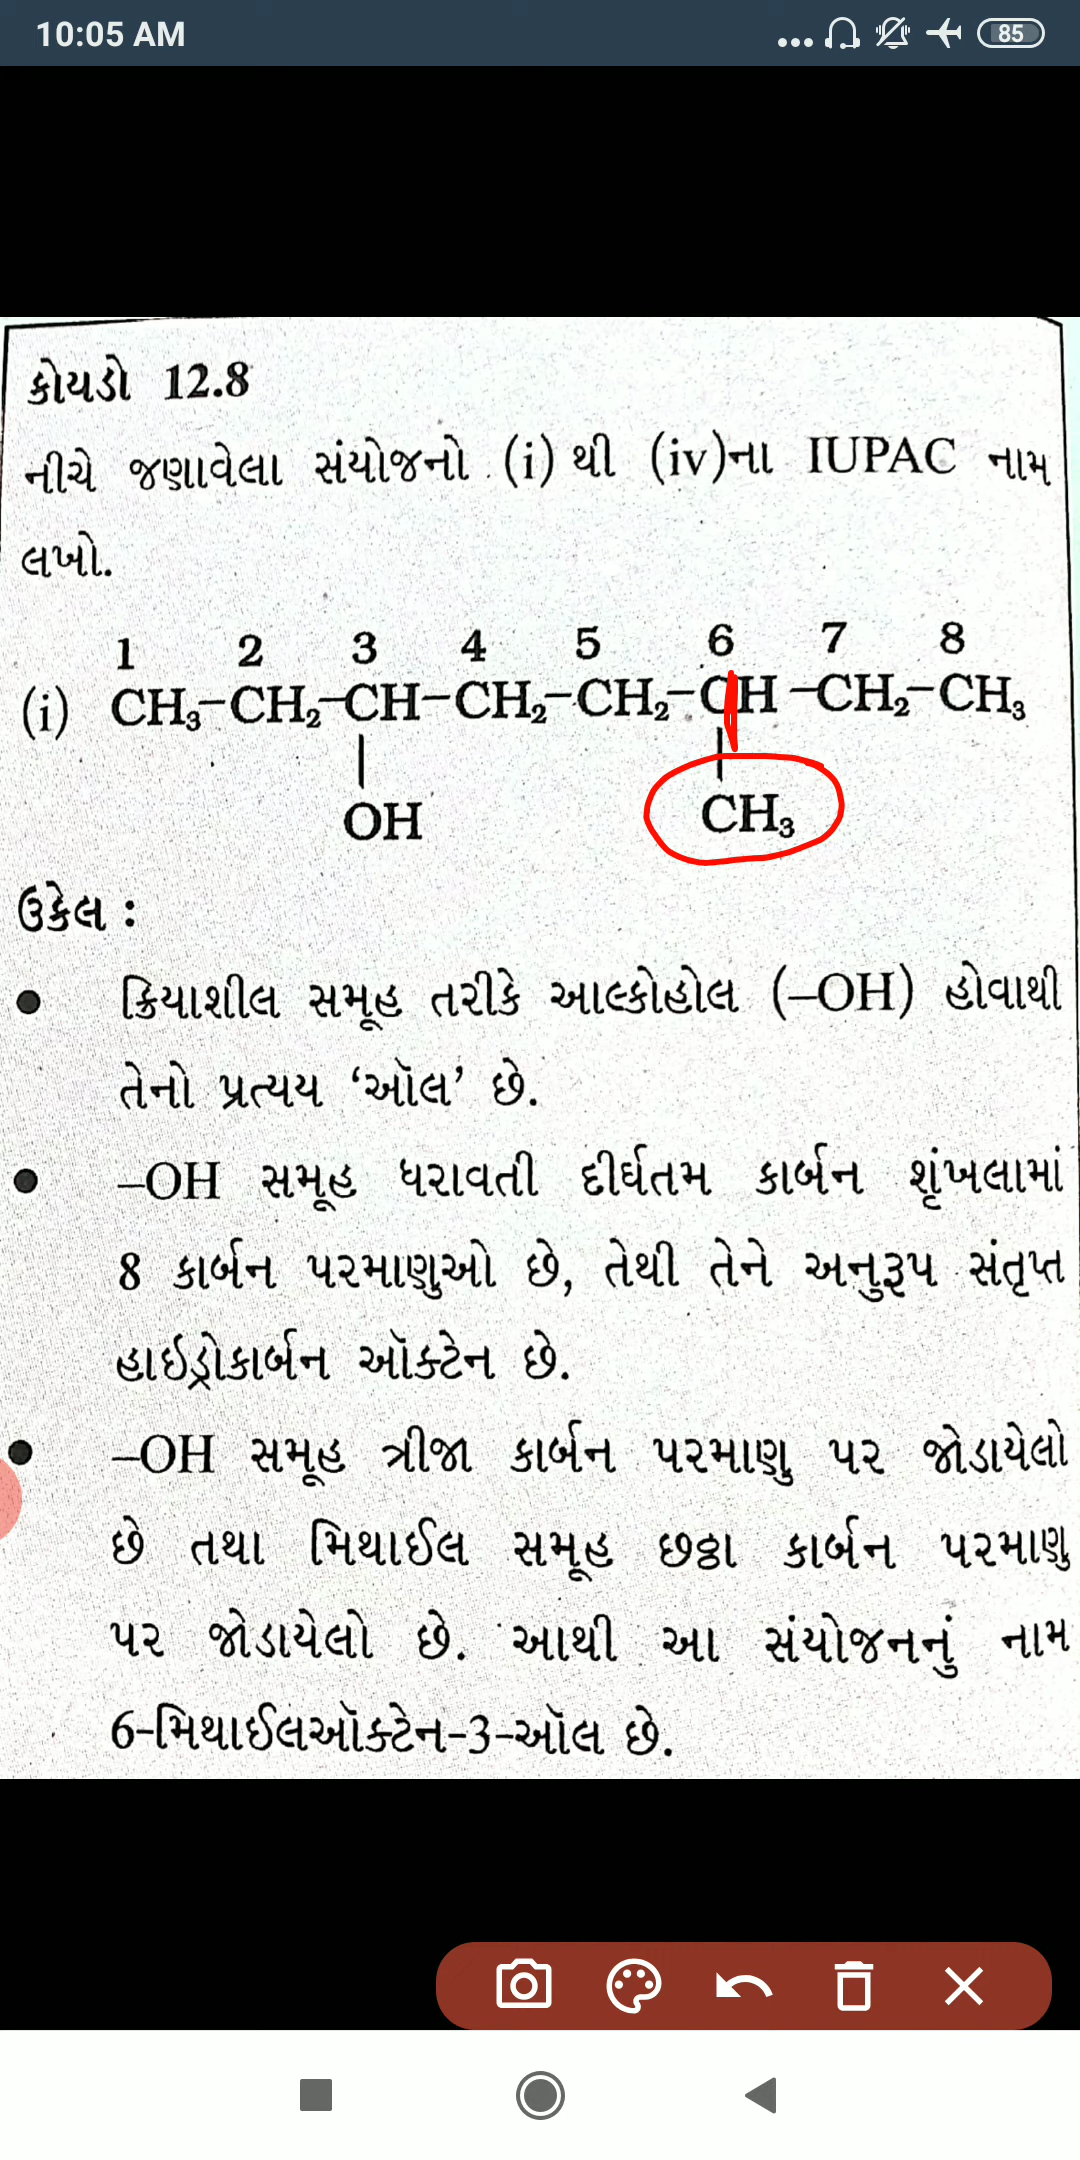 10:05 AM
85
કોયડો 12.8
નીચે જણાવેલા સંયોજનો (i) થી (iv)ના IUPAC નામ
લખો.
1 2 3 4 5 6 7 8
(i) CH₃–CH₂–CH–CH₂–CH₂–CH–CH₂–CH₃
OH CH₃
ઉકેલ :
● ક્રિયાશીલ સમૂહ તરીકે આલ્કોહોલ (–OH) હોવાથી
તેનો પ્રત્યય ‘ઑલ’ છે.
● –OH સમૂહ ધરાવતી દીર્ઘતમ કાર્બન શૃંખલામાં
8 કાર્બન પરમાણુઓ છે, તેથી તેને અનુરૂપ સંતૃપ્ત
હાઇડ્રોકાર્બન ઑક્ટેન છે.
● –OH સમૂહ ત્રીજા કાર્બન પરમાણુ પર જોડાયેલો
છે તથા મિથાઈલ સમૂહ છઠ્ઠા કાર્બન પરમાણુ
પર જોડાયેલો છે. આથી આ સંયોજનનું નામ
6-મિથાઈલઑક્ટેન-3-ઑલ છે.